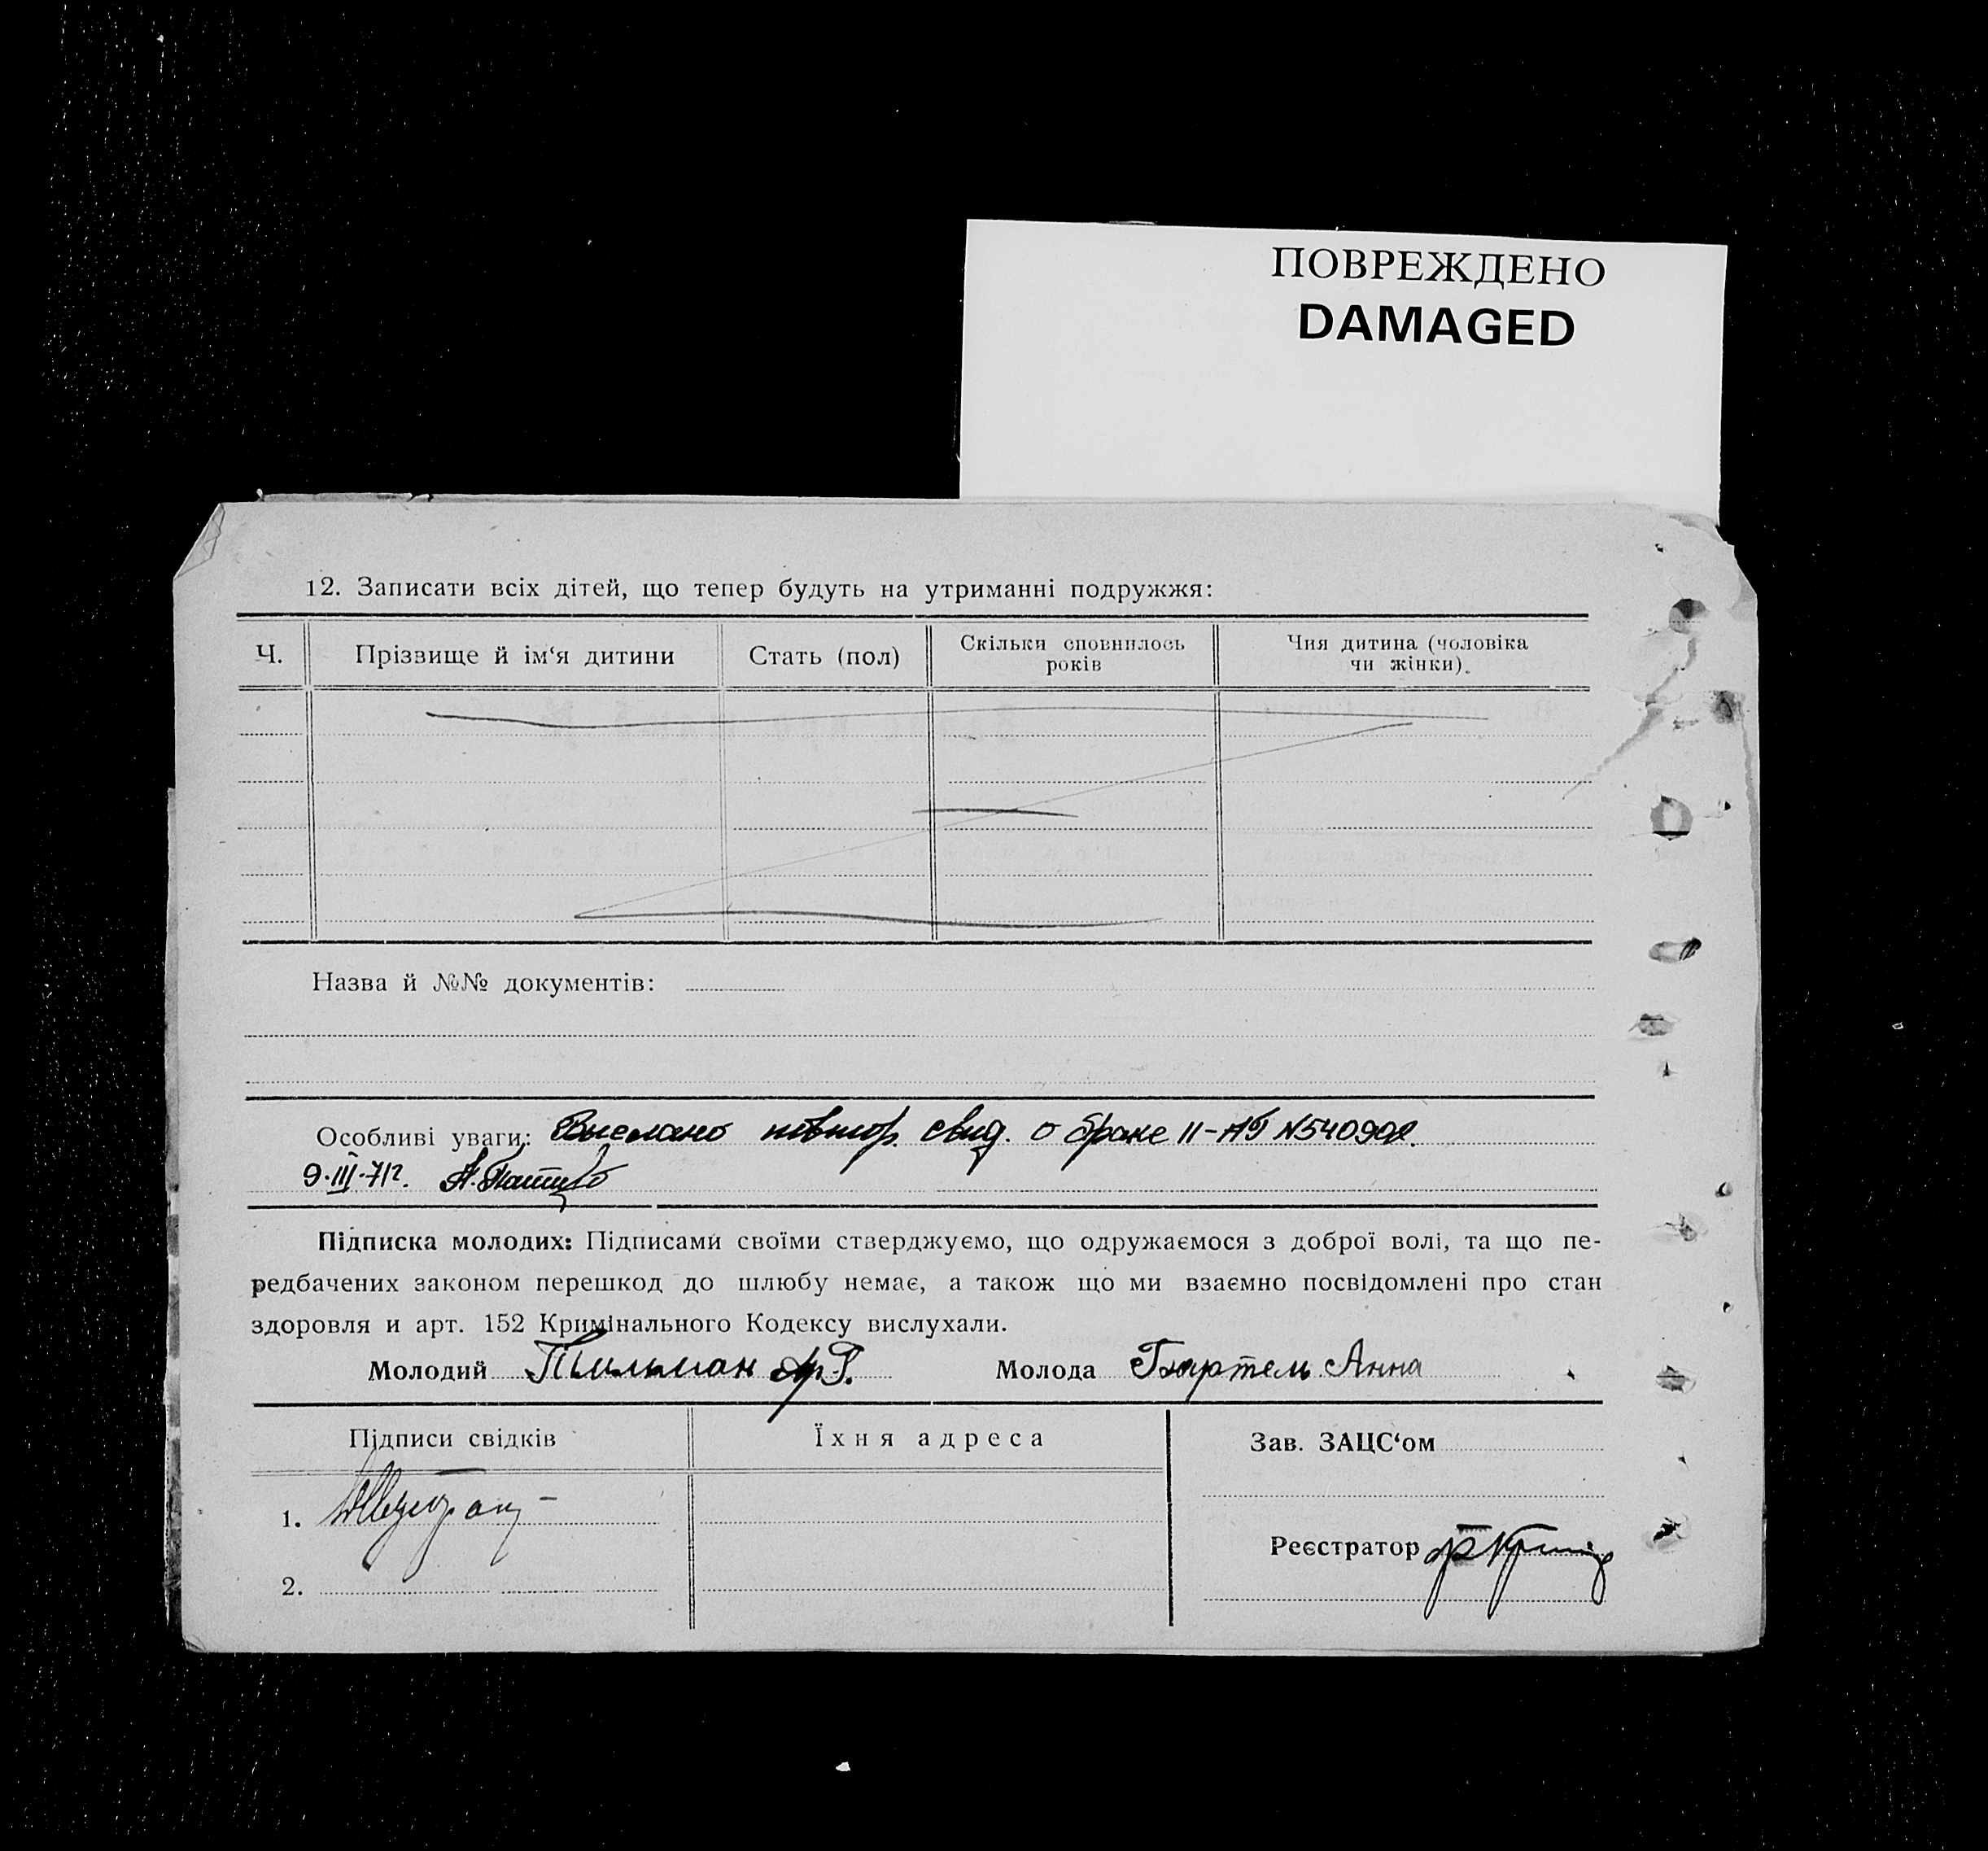 ПОВРЕЖДЕНО
DAMAGED
12. Записати всіх дітей, що тепер будуть на утриманні подружжя:
Ч. Прізвище й ім‘я дитини Стать (пол) Скільки сповнилось років Чия дитина (чоловіка чи жінки).
Назва й №№ документів:
Особливі уваги: Выслано повтор. свид. о браке II-АБ N540902.
9.III-71г.
Підписка молодих: Підписами своїми стверджуємо, що одружаємося з доброї волі, та що пе-
редбачених законом перешкод до шлюбу немає, а також що ми взаємно посвідомлені про стан
здоровля и арт. 152 Кримінального Кодексу вислухали.
Молодий Тильман Молода Бартель Анна
Підписи свідків Їхня адреса Зав. ЗАЦС‘ом
1.
Реєстратор
2.